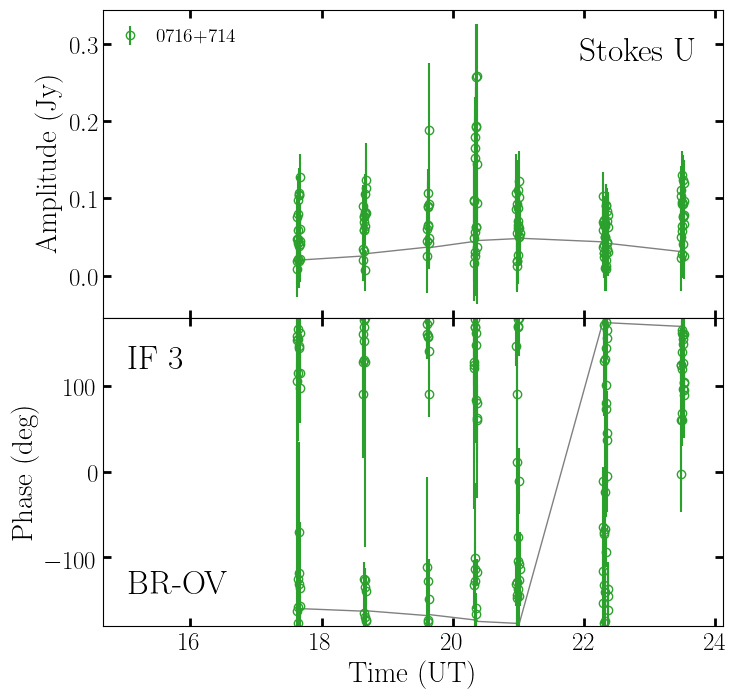 0716+714
Stokes U
0.3
0.2
0.1
0.0
Amplitude (Jy)
IF 3
100
0
−100
Phase (deg)
BR-OV
16 18 20 22 24
Time (UT)